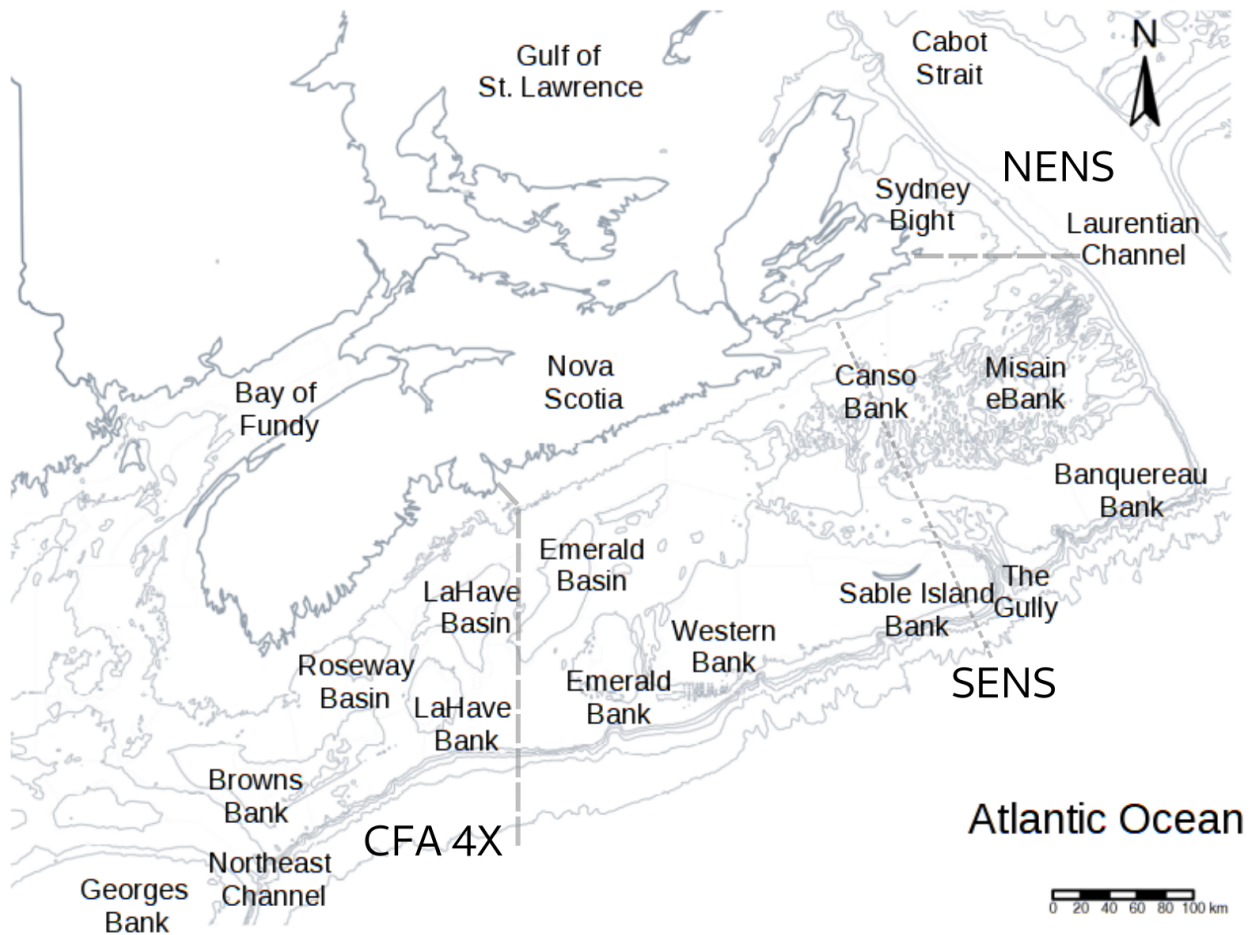 Gulf of
St. Lawrence
Cabot
Strait
N
NENS
Sydney
Bight
Laurentian
Channel
Nova
Scotia
Bay of
Fundy
Canso
Bank
Misain
eBank
Banquereau
Bank
Emerald
Basin
LaHave
Basin
The
Gully
Sable Island
Bank
Western
Bank
Roseway
Basin
Emerald
Bank
SENS
LaHave
Bank
Browns
Bank
CFA 4X
Atlantic Ocean
Northeast
Channel
Georges
Bank
0 20 40 60 80 100 km